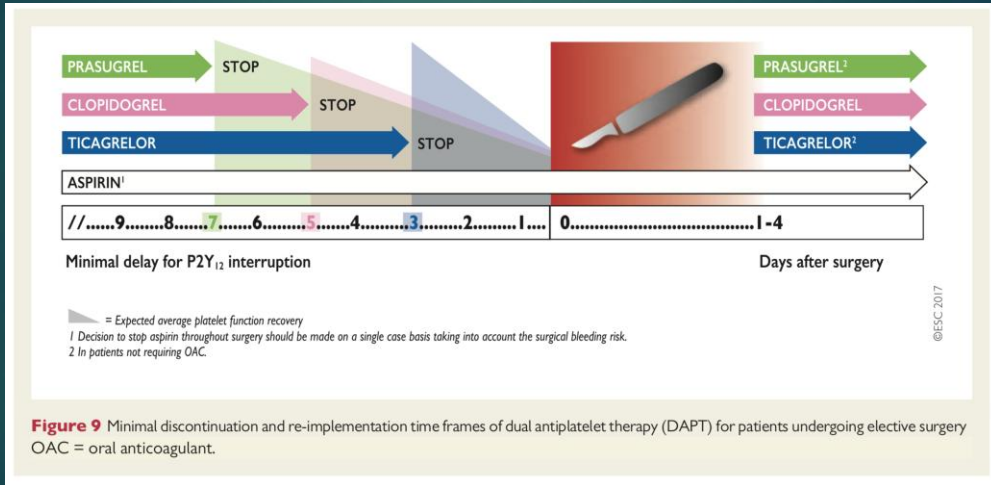 PRASUGREL STOP PRASUGREL²
CLOPIDOGREL STOP CLOPIDOGREL
TICAGRELOR STOP TICAGRELOR²
ASPIRIN¹
//......9........8.......7.......6.........5.......4..........3.........2.........1.... 0......................................1-4
Minimal delay for P2Y₁₂ interruption Days after surgery
= Expected average platelet function recovery
1 Decision to stop aspirin throughout surgery should be made on a single case basis taking into account the surgical bleeding risk.
2 In patients not requiring OAC.
©ESC 2017
Figure 9 Minimal discontinuation and re-implementation time frames of dual antiplatelet therapy (DAPT) for patients undergoing elective surgery
OAC = oral anticoagulant.